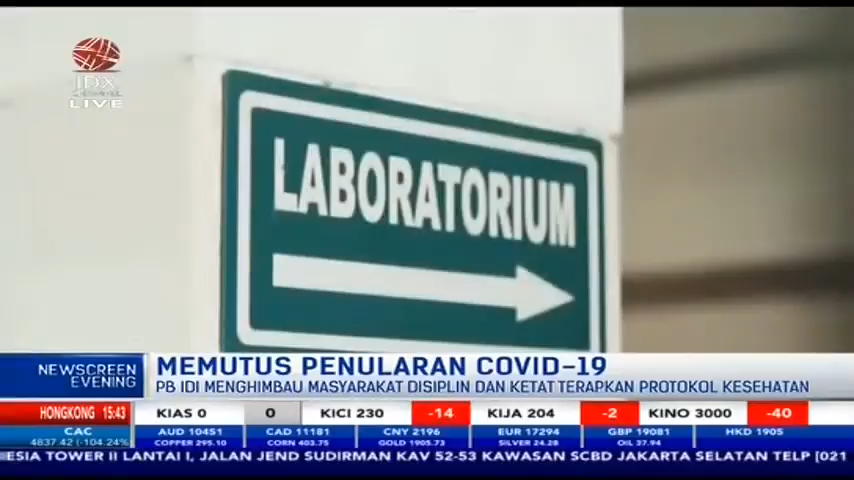 IDX
LIVE
LABORATORIUM
NEWSCREEN
EVENING
MEMUTUS PENULARAN COVID-19
PB IDI MENGHIMBAU MASYARAKAT DISIPLIN DAN KETAT TERAPKAN PROTOKOL KESEHATAN
HONGKONG 15:43 KIAS 0 0 KICI 230 -14 KIJA 204 -2 KINO 3000 -40
CAC AUD 10451 CAD 11181 CNY 2196 EUR 17294 GBP 19081 HKD 1905
4837.42 (-104.24%) COPPER 295.10 CORN 403.75 GOLD 1905.73 SILVER 24.28 OIL 37.94
ESIA TOWER II LANTAI I, JALAN JEND SUDIRMAN KAV 52-53 KAWASAN SCBD JAKARTA SELATAN TELP [021